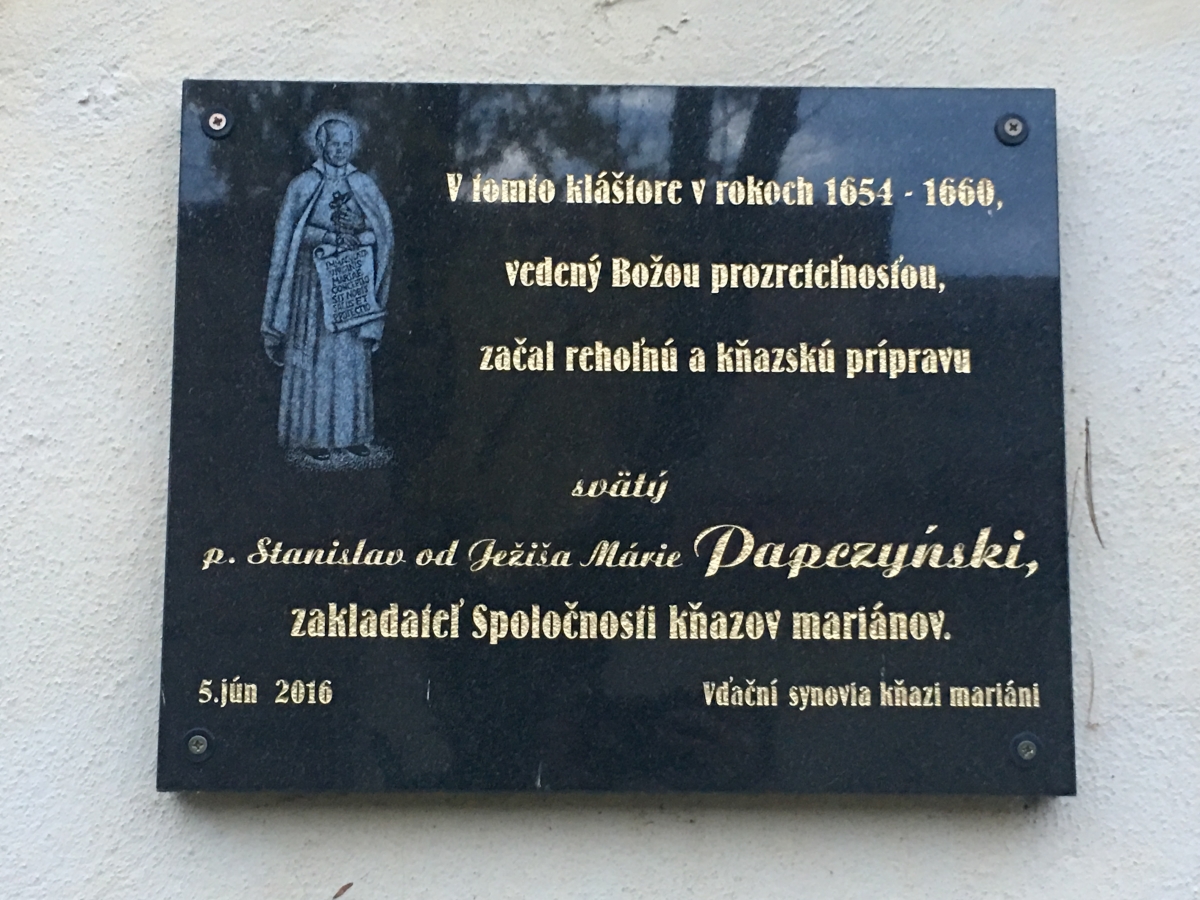 V tomto kláštore v rokoch 1654 - 1660,
vedený Božou prozreteľnosťou,
začal rehoľnú a kňazskú prípravu
svätý
p. Stanislav od Ježiša Márie Papczyński,
zakladateľ Spoločnosti kňazov mariánov.
5.jún 2016
Vďační synovia kňazi mariáni